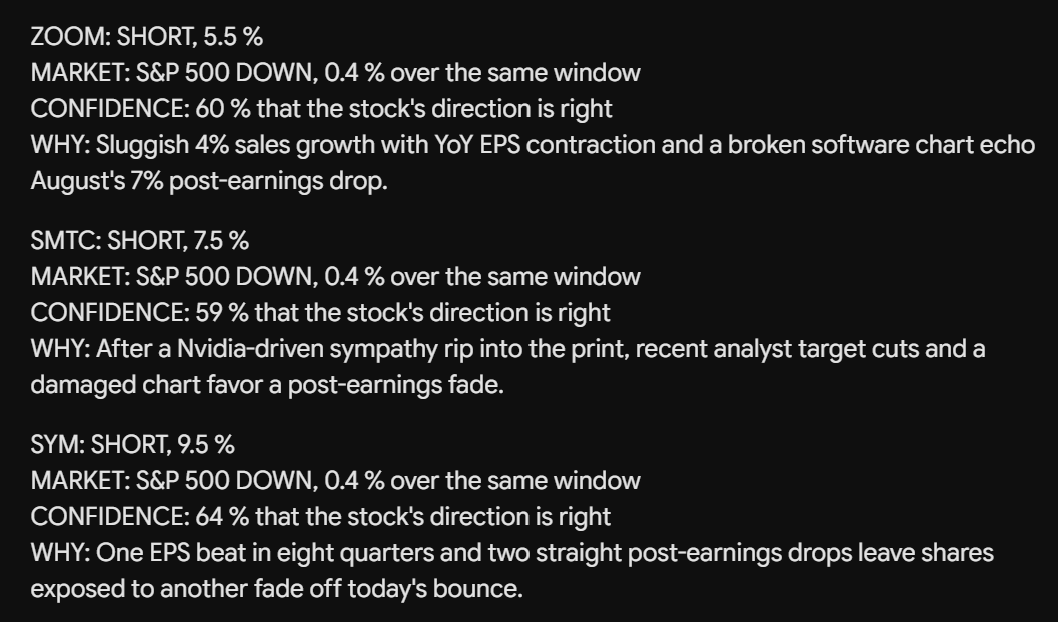 ZOOM: SHORT, 5.5 %
MARKET: S&P 500 DOWN, 0.4 % over the same window
CONFIDENCE: 60 % that the stock's direction is right
WHY: Sluggish 4% sales growth with YoY EPS contraction and a broken software chart echo
August's 7% post-earnings drop.
SMTC: SHORT, 7.5 %
MARKET: S&P 500 DOWN, 0.4 % over the same window
CONFIDENCE: 59 % that the stock's direction is right
WHY: After a Nvidia-driven sympathy rip into the print, recent analyst target cuts and a
damaged chart favor a post-earnings fade.
SYM: SHORT, 9.5 %
MARKET: S&P 500 DOWN, 0.4 % over the same window
CONFIDENCE: 64 % that the stock's direction is right
WHY: One EPS beat in eight quarters and two straight post-earnings drops leave shares
exposed to another fade off today's bounce.